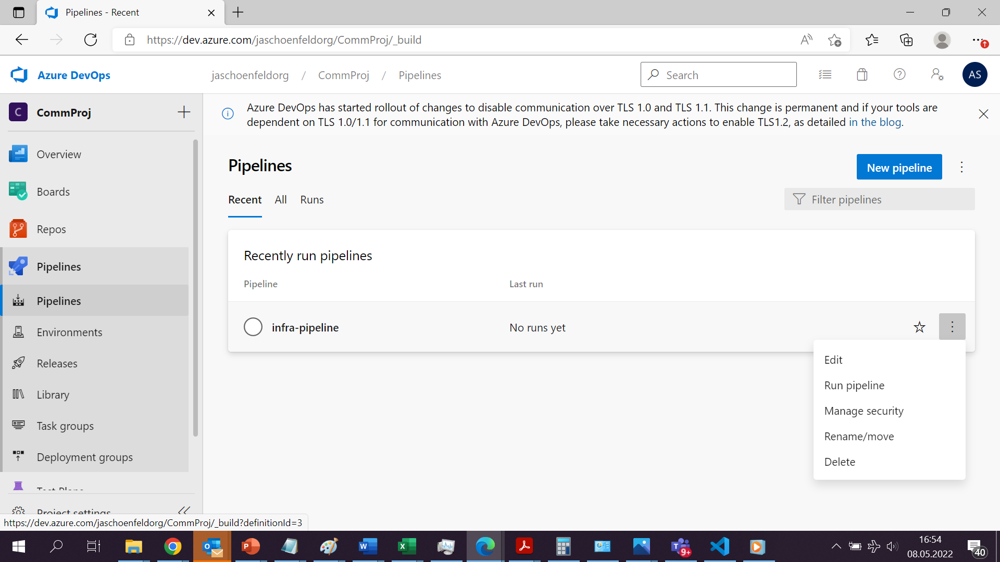 Pipelines - Recent
https://dev.azure.com/jaschoenfeldorg/CommProj/_build
Azure DevOps
jaschoenfeldorg / CommProj / Pipelines
Search
AS
C CommProj
Azure DevOps has started rollout of changes to disable communication over TLS 1.0 and TLS 1.1. This change is permanent and if your tools are
dependent on TLS 1.0/1.1 for communication with Azure DevOps, please take necessary actions to enable TLS1.2, as detailed in the blog.
Overview
Boards
Repos
Pipelines
Pipelines
Environments
Releases
Library
Task groups
Deployment groups
Test Plans
Project settings
Pipelines
New pipeline
Recent All Runs
Filter pipelines
Recently run pipelines
Pipeline Last run
infra-pipeline No runs yet
Edit
Run pipeline
Manage security
Rename/move
Delete
https://dev.azure.com/jaschoenfeldorg/CommProj/_build?definitionId=3
9+
16:54
08.05.2022
40